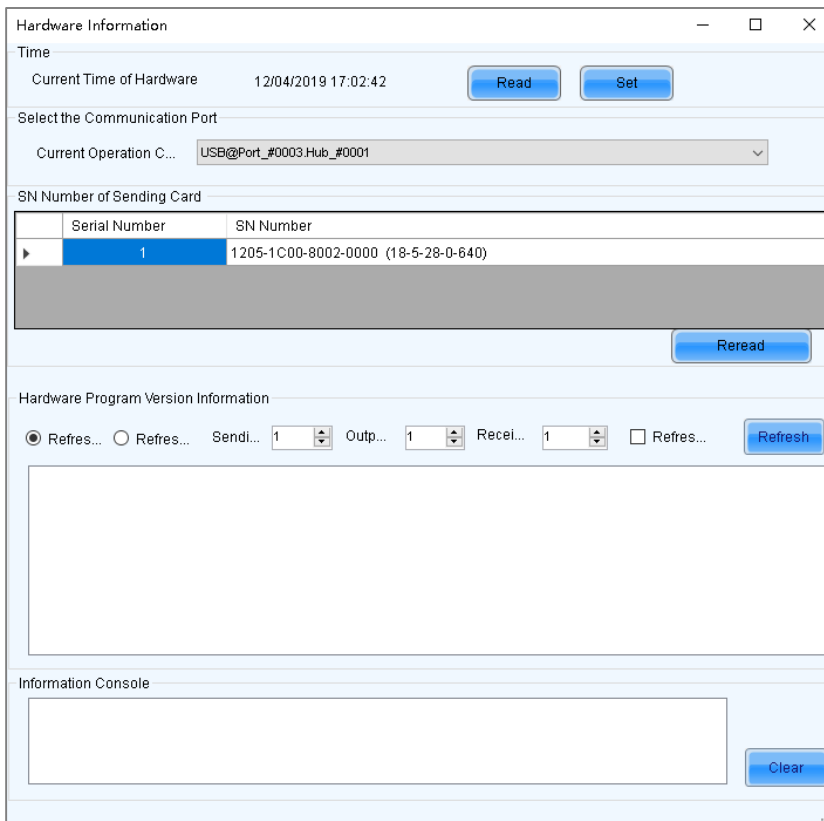 Hardware Information
Time
Current Time of Hardware 12/04/2019 17:02:42 Read Set
Select the Communication Port
Current Operation C... USB@Port_#0003.Hub_#0001
SN Number of Sending Card
Serial Number SN Number
1 1205-1C00-8002-0000 (18-5-28-0-640)
Reread
Hardware Program Version Information
Refres... Refres... Sendi... 1 Outp... 1 Recei... 1 Refres... Refresh
Information Console
Clear